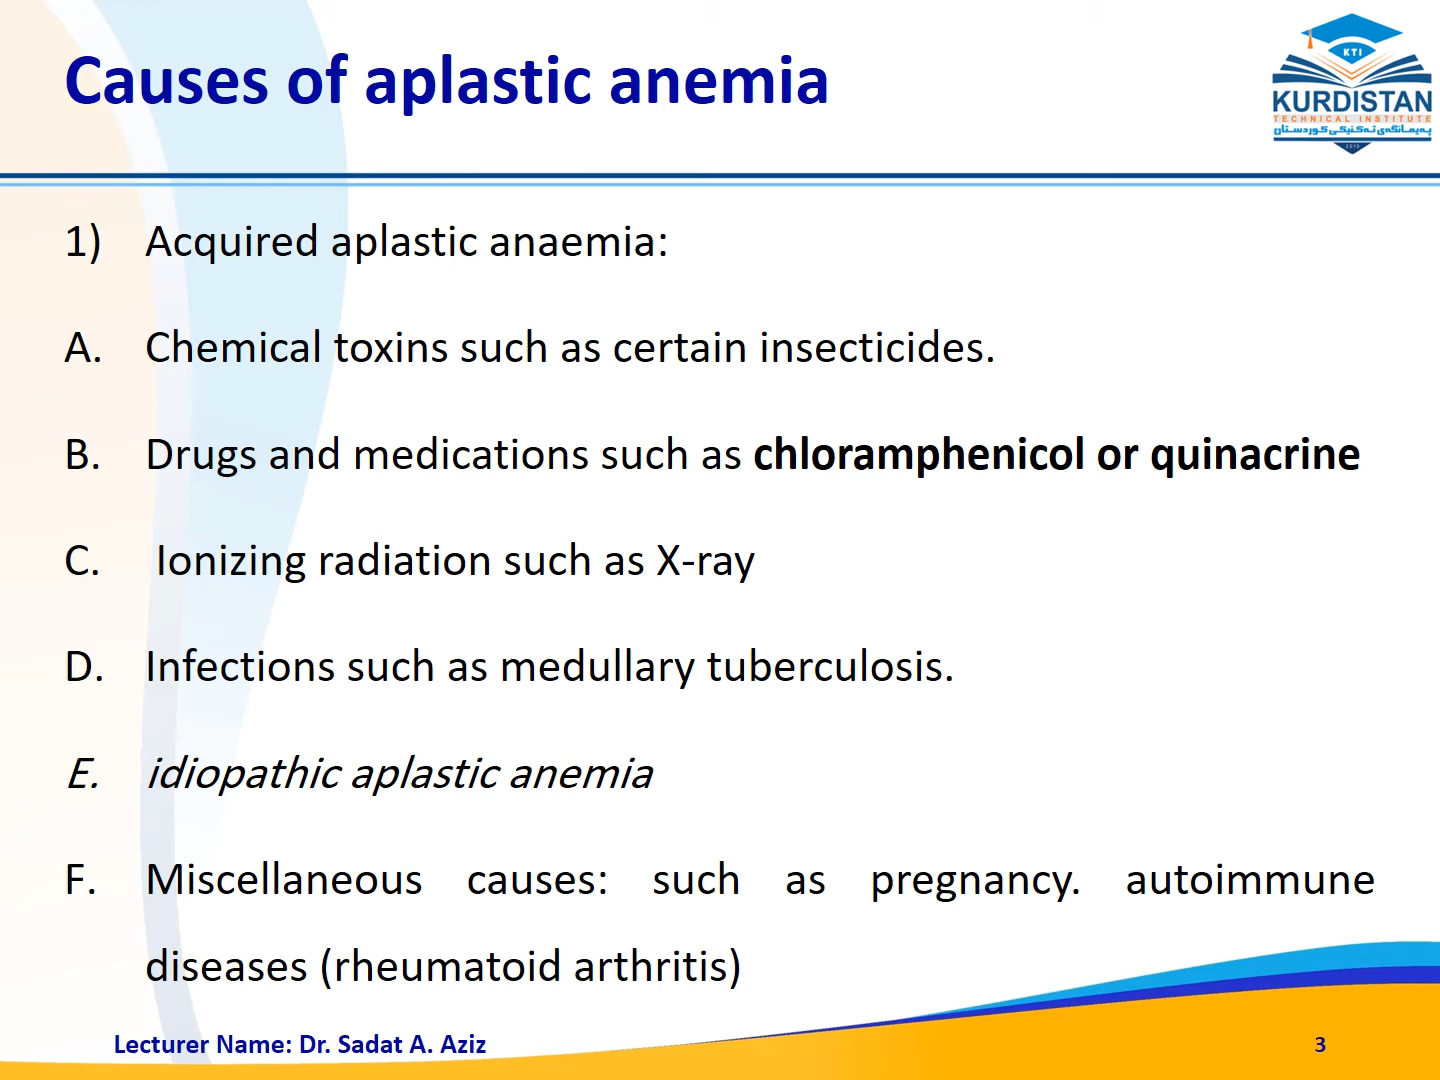 Causes of aplastic anemia
KTI
KURDISTAN
TECHNICAL INSTITUTE
پەیمانگەی تەکنیکی کوردستان
2015
1) Acquired aplastic anaemia:
A. Chemical toxins such as certain insecticides.
B. Drugs and medications such as chloramphenicol or quinacrine
C. Ionizing radiation such as X-ray
D. Infections such as medullary tuberculosis.
E. idiopathic aplastic anemia
F. Miscellaneous causes: such as pregnancy. autoimmune
diseases (rheumatoid arthritis)
Lecturer Name: Dr. Sadat A. Aziz
3